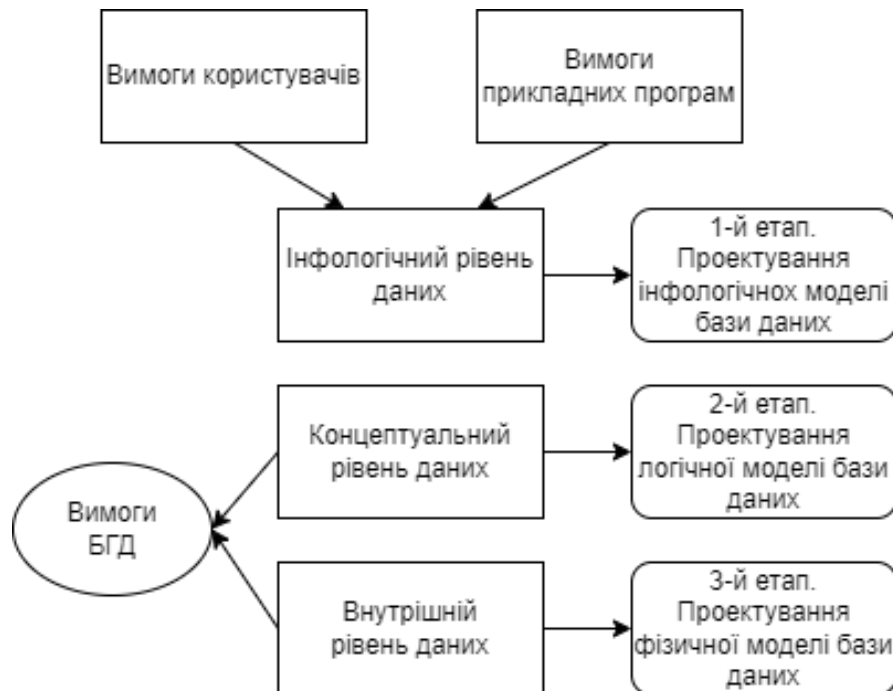 Вимоги користувачів
Вимоги
прикладних програм
Інфологічний рівень
даних
1-й етап.
Проектування
інфологічнох моделі
бази даних
Концептуальний
рівень даних
2-й етап.
Проектування
логічної моделі бази
даних
Вимоги
БГД
Внутрішній
рівень даних
3-й етап.
Проектування
фізичної моделі бази
даних